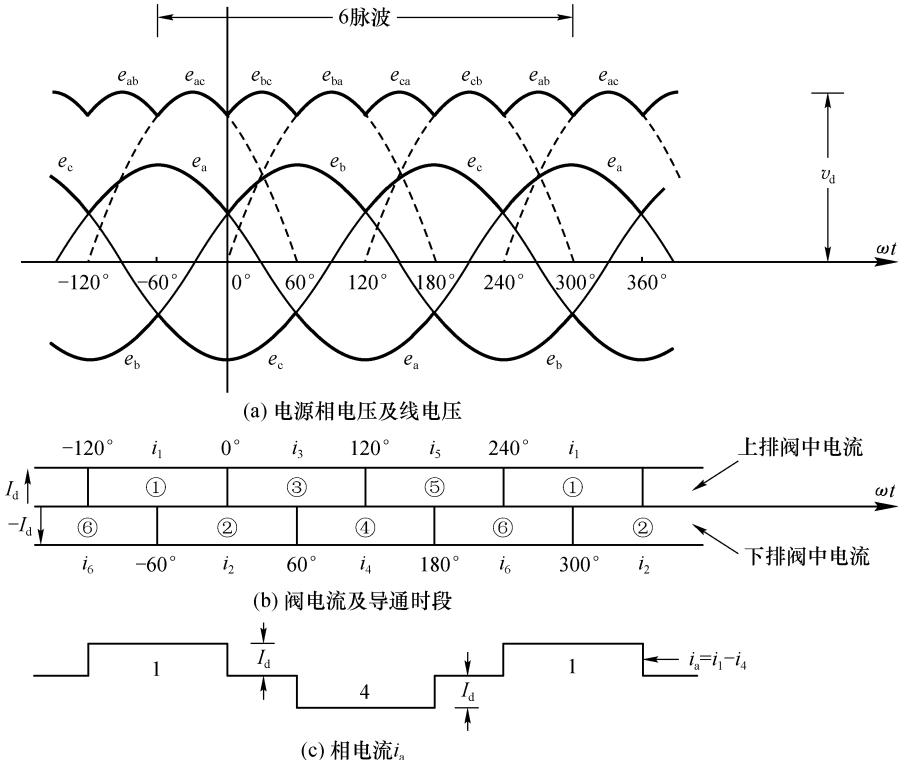 6脉波
e_ab e_ac e_bc e_ba e_ca e_cb e_ab e_ac
e_c e_a e_b e_c e_a
v_d
ωt
−120° −60° 0° 60° 120° 180° 240° 300° 360°
e_b e_c e_a e_b
(a) 电源相电压及线电压
−120° i_1 0° i_3 120° i_5 240° i_1
上排阀中电流
I_d ① ③ ⑤ ①
ωt
−I_d ⑥ ② ④ ⑥ ②
下排阀中电流
i_6 −60° i_2 60° i_4 180° i_6 300° i_2
(b) 阀电流及导通时段
1 I_d 4 I_d 1 i_a=i_1−i_4
(c) 相电流i_a